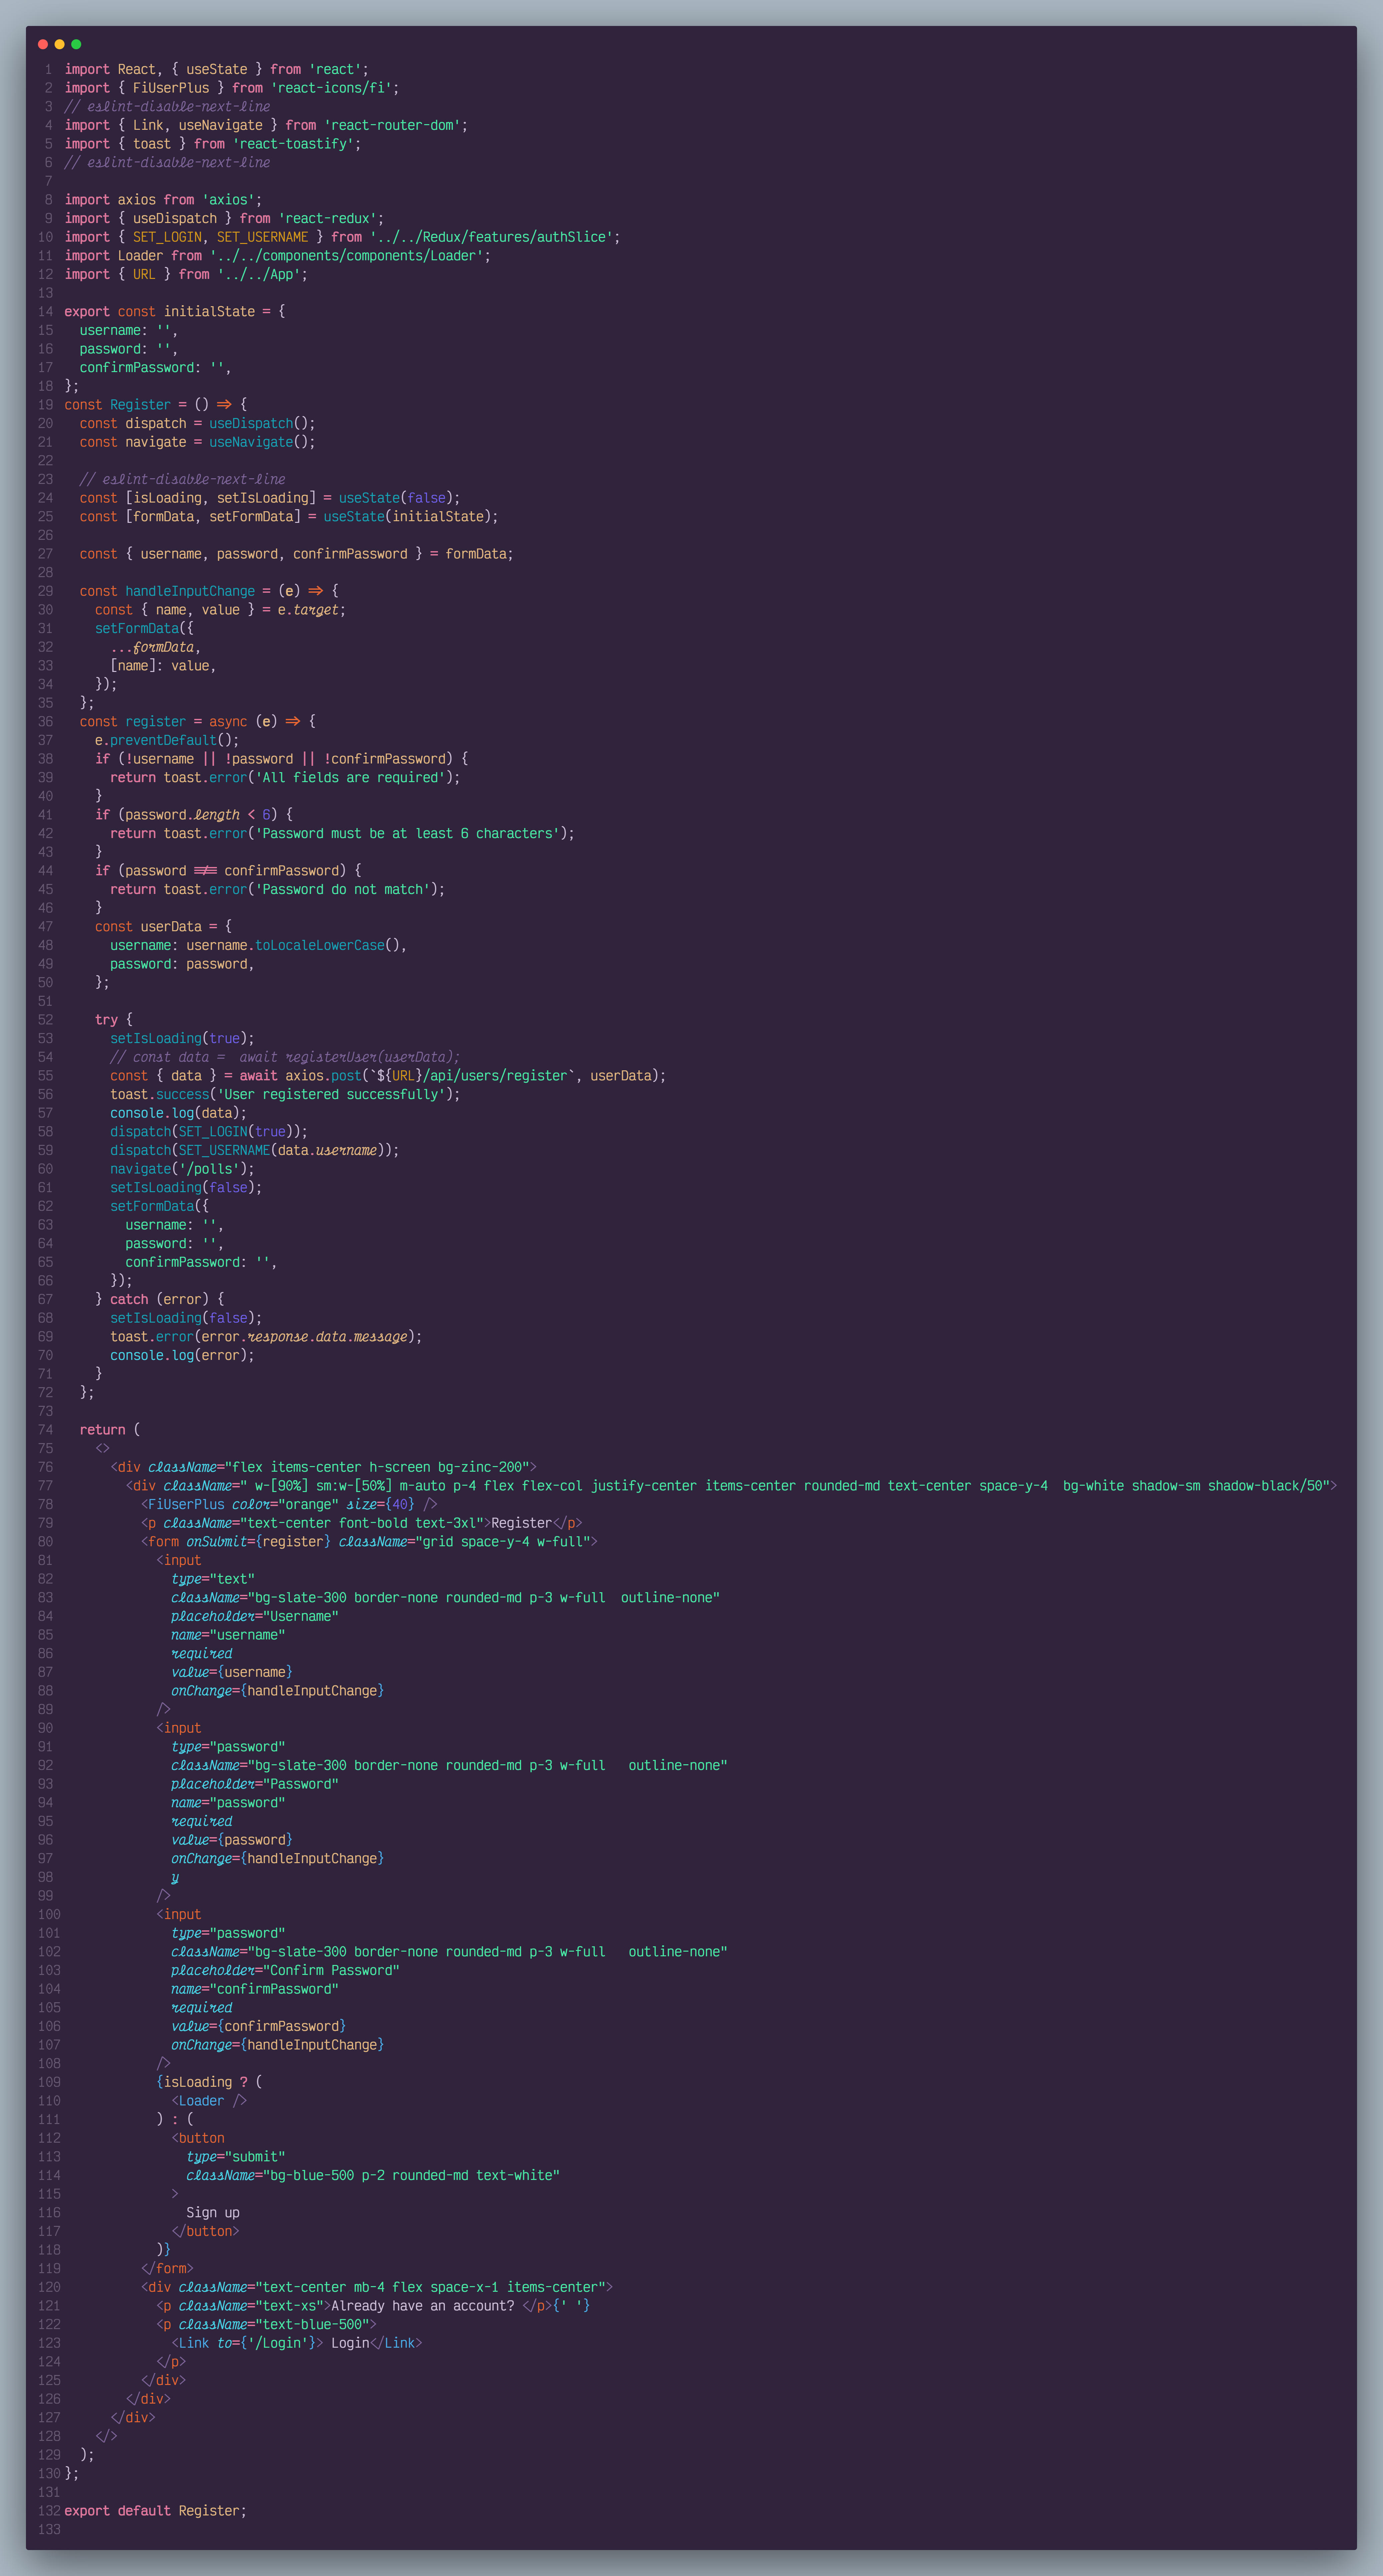 1 import React, { useState } from 'react';
2 import { FiUserPlus } from 'react-icons/fi';
3 // eslint-disable-next-line
4 import { Link, useNavigate } from 'react-router-dom';
5 import { toast } from 'react-toastify';
6 // eslint-disable-next-line
7
8 import axios from 'axios';
9 import { useDispatch } from 'react-redux';
10 import { SET_LOGIN, SET_USERNAME } from '../../Redux/features/authSlice';
11 import Loader from '../../components/components/Loader';
12 import { URL } from '../../App';
13
14 export const initialState = {
15   username: '',
16   password: '',
17   confirmPassword: '',
18 };
19 const Register = () => {
20   const dispatch = useDispatch();
21   const navigate = useNavigate();
22
23   // eslint-disable-next-line
24   const [isLoading, setIsLoading] = useState(false);
25   const [formData, setFormData] = useState(initialState);
26
27   const { username, password, confirmPassword } = formData;
28
29   const handleInputChange = (e) => {
30     const { name, value } = e.target;
31     setFormData({
32       ...formData,
33       [name]: value,
34     });
35   };
36   const register = async (e) => {
37     e.preventDefault();
38     if (!username || !password || !confirmPassword) {
39       return toast.error('All fields are required');
40     }
41     if (password.length < 6) {
42       return toast.error('Password must be at least 6 characters');
43     }
44     if (password !== confirmPassword) {
45       return toast.error('Password do not match');
46     }
47     const userData = {
48       username: username.toLocaleLowerCase(),
49       password: password,
50     };
51
52     try {
53       setIsLoading(true);
54       // const data =  await registerUser(userData);
55       const { data } = await axios.post(`${URL}/api/users/register`, userData);
56       toast.success('User registered successfully');
57       console.log(data);
58       dispatch(SET_LOGIN(true));
59       dispatch(SET_USERNAME(data.username));
60       navigate('/polls');
61       setIsLoading(false);
62       setFormData({
63         username: '',
64         password: '',
65         confirmPassword: '',
66       });
67     } catch (error) {
68       setIsLoading(false);
69       toast.error(error.response.data.message);
70       console.log(error);
71     }
72   };
73
74   return (
75     <>
76       <div className="flex items-center h-screen bg-zinc-200">
77         <div className=" w-[90%] sm:w-[50%] m-auto p-4 flex flex-col justify-center items-center rounded-md text-center space-y-4  bg-white shadow-sm shadow-black/50">
78           <FiUserPlus color="orange" size={40} />
79           <p className="text-center font-bold text-3xl">Register</p>
80           <form onSubmit={register} className="grid space-y-4 w-full">
81             <input
82               type="text"
83               className="bg-slate-300 border-none rounded-md p-3 w-full  outline-none"
84               placeholder="Username"
85               name="username"
86               required
87               value={username}
88               onChange={handleInputChange}
89             />
90             <input
91               type="password"
92               className="bg-slate-300 border-none rounded-md p-3 w-full   outline-none"
93               placeholder="Password"
94               name="password"
95               required
96               value={password}
97               onChange={handleInputChange}
98               y
99             />
100             <input
101               type="password"
102               className="bg-slate-300 border-none rounded-md p-3 w-full   outline-none"
103               placeholder="Confirm Password"
104               name="confirmPassword"
105               required
106               value={confirmPassword}
107               onChange={handleInputChange}
108             />
109             {isLoading ? (
110               <Loader />
111             ) : (
112               <button
113                 type="submit"
114                 className="bg-blue-500 p-2 rounded-md text-white"
115               >
116                 Sign up
117               </button>
118             )}
119           </form>
120           <div className="text-center mb-4 flex space-x-1 items-center">
121             <p className="text-xs">Already have an account? </p>{' '}
122             <p className="text-blue-500">
123               <Link to={'/Login'}> Login</Link>
124             </p>
125           </div>
126         </div>
127       </div>
128     </>
129   );
130 };
131
132 export default Register;
133